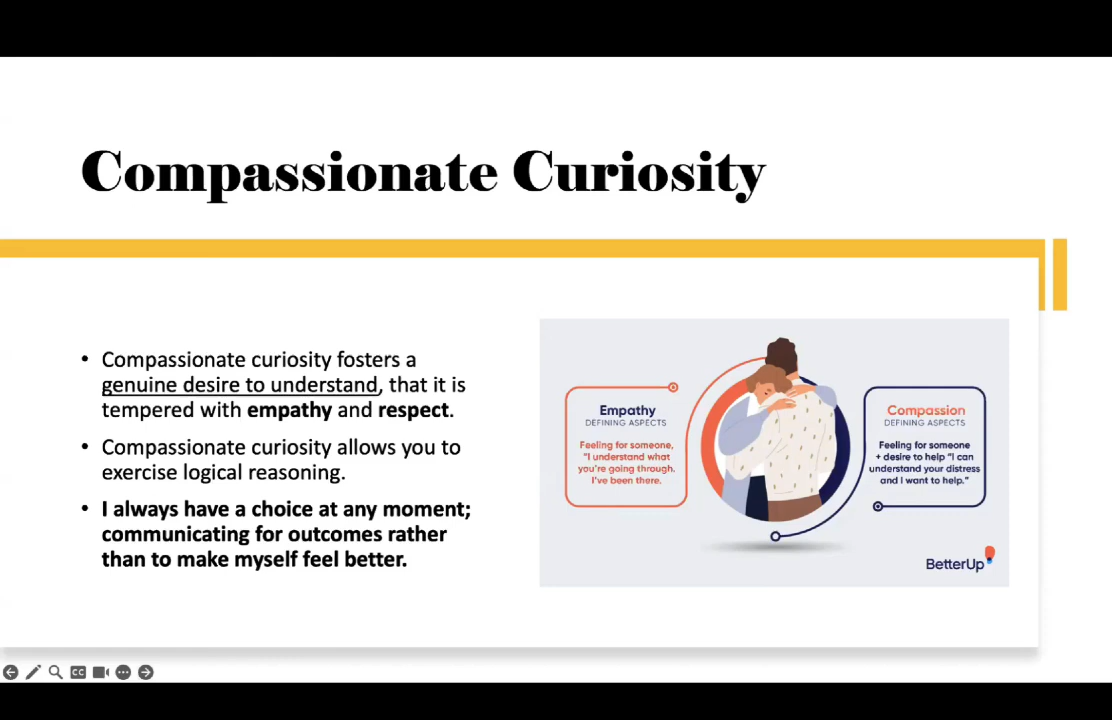 Compassionate Curiosity
• Compassionate curiosity fosters a
genuine desire to understand, that it is
tempered with empathy and respect.
• Compassionate curiosity allows you to
exercise logical reasoning.
• I always have a choice at any moment;
communicating for outcomes rather
than to make myself feel better.
Empathy
DEFINING ASPECTS
Feeling for someone,
"I understand what
you're going through,
I've been there.
Compassion
DEFINING ASPECTS
Feeling for someone
+ desire to help "I can
understand your distress
and I want to help."
BetterUp
CC